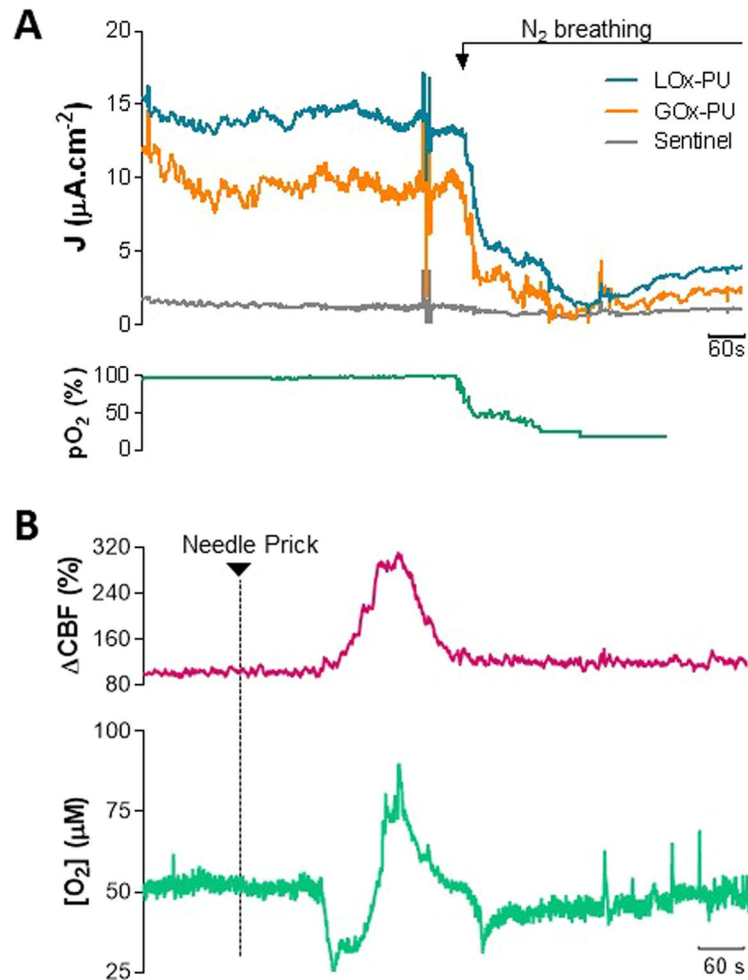 A
N₂ breathing
20
15
10
5
0
J (µA.cm⁻²)
LOx-PU
GOx-PU
Sentinel
60s
100
50
0
pO₂ (%)
B
Needle Prick
320
240
160
80
ΔCBF (%)
100
75
50
25
[O₂] (µM)
60 s